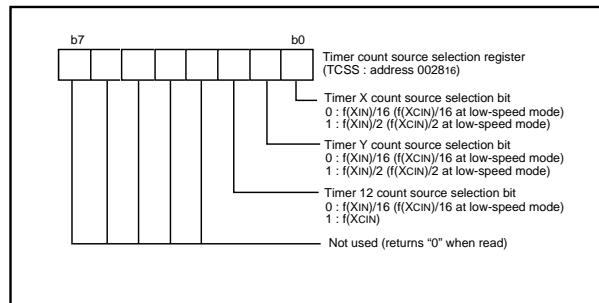 b7 b0
Timer count source selection register
(TCSS : address 002816)
Timer X count source selection bit
0 : f(XIN)/16 (f(XCIN)/16 at low-speed mode)
1 : f(XIN)/2 (f(XCIN)/2 at low-speed mode)
Timer Y count source selection bit
0 : f(XIN)/16 (f(XCIN)/16 at low-speed mode)
1 : f(XIN)/2 (f(XCIN)/2 at low-speed mode)
Timer 12 count source selection bit
0 : f(XIN)/16 (f(XCIN)/16 at low-speed mode)
1 : f(XCIN)
Not used (returns “0” when read)